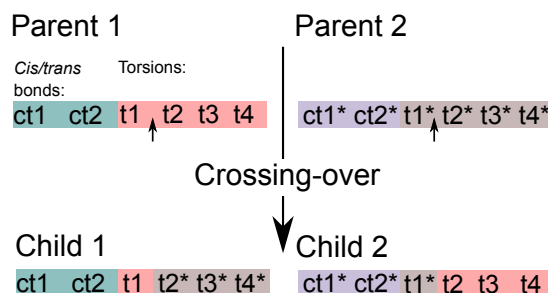 Parent 1
Parent 2
Cis/trans
bonds:
Torsions:
ct1 ct2 t1 t2 t3 t4
ct1* ct2* t1* t2* t3* t4*
Crossing-over
Child 1
Child 2
ct1 ct2 t1 t2* t3* t4*
ct1* ct2* t1* t2 t3 t4